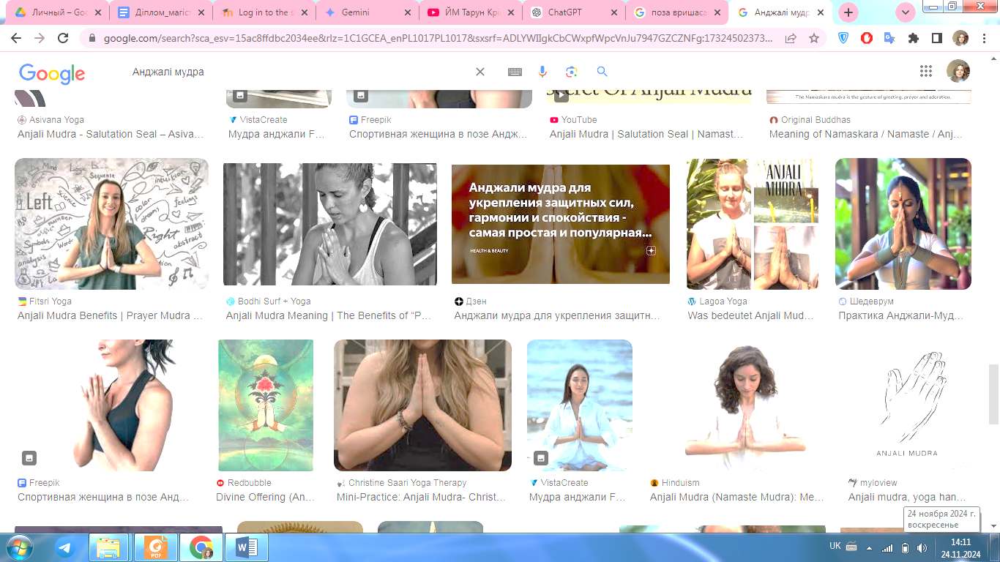 Личный – Goo
Діплом_магіст
Log in to the s
Gemini
ЙМ Тарун Крі
ChatGPT
поза вришаса
Анджалі мудр
google.com/search?sca_esv=15ac8ffdbc2034ee&rlz=1C1GCEA_enPL1017PL1017&sxsrf=ADLYWIIgkCbCWxpfWpcVnJu7947GZCZNFg:17324502373...
Google
Анджалі мудра
Secret Of Anjali Mudra
The Namaskara mudra is the gesture of greeting, prayer and adoration.
Asivana Yoga
Anjali Mudra - Salutation Seal – Asiva...
VistaCreate
Мудра анджали F...
Freepik
Спортивная женщина в позе Андж...
YouTube
Anjali Mudra | Salutation Seal | Namast...
Original Buddhas
Meaning of Namaskara / Namaste / Anj...
Mind
Logic
Sequense
Left
Science
number
Symbols
Words
analysis
intuition
color
feelings
dreams
Right
abstract
Анджали мудра для
укрепления защитных сил,
гармонии и спокойствия -
самая простая и популярная...
HEALTH & BEAUTY
ANJALI
MUDRA
Fitsri Yoga
Anjali Mudra Benefits | Prayer Mudra ...
Bodhi Surf + Yoga
Anjali Mudra Meaning | The Benefits of “P...
Дзен
Анджали мудра для укрепления защитн...
Lagoa Yoga
Was bedeutet Anjali Mud...
Шедеврум
Практика Анджали-Муд...
ANJALI MUDRA
Freepik
Спортивная женщина в позе Анд...
Redbubble
Divine Offering (An...
Christine Saari Yoga Therapy
Mini-Practice: Anjali Mudra- Christ...
VistaCreate
Мудра анджали F...
Hinduism
Anjali Mudra (Namaste Mudra): Me...
myloview
Anjali mudra, yoga han...
24 ноября 2024 г.
воскресенье
PDF
UK
14:11
24.11.2024